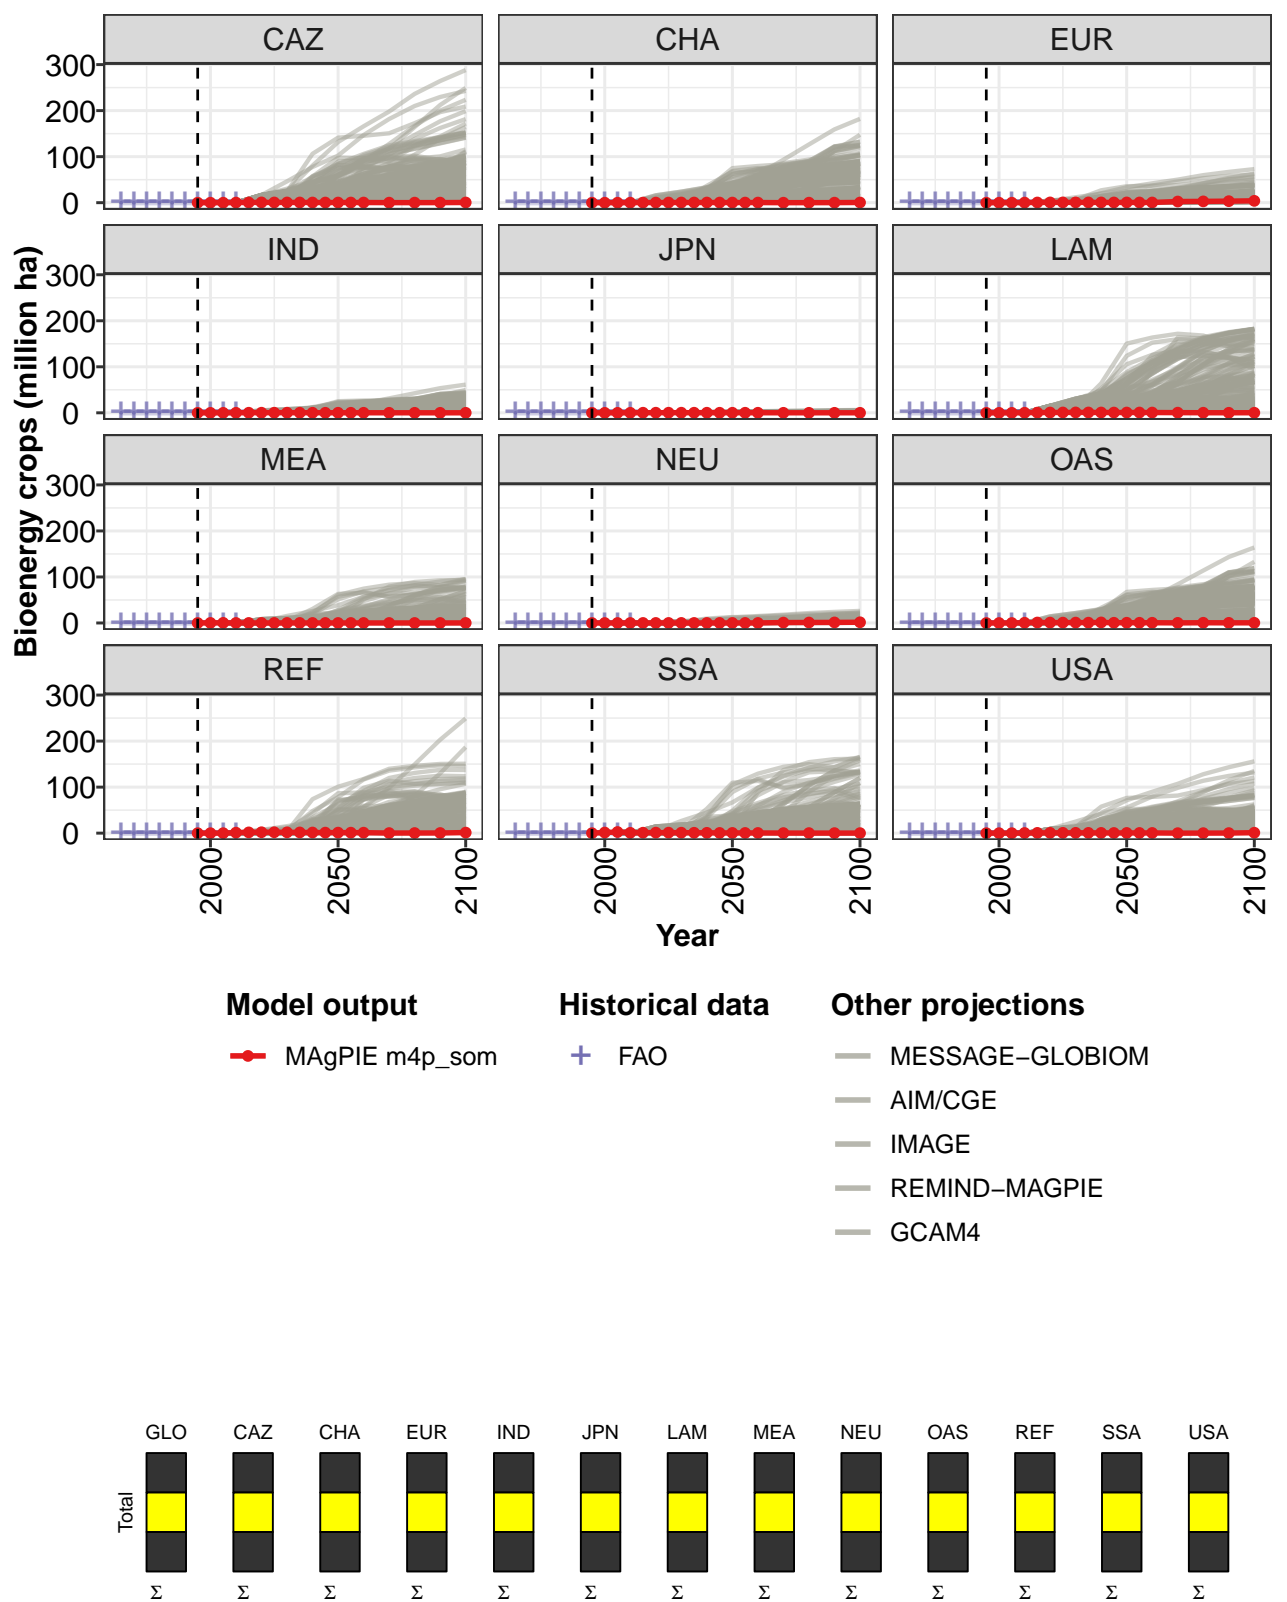 CAZ CHA EUR
300
200
100
0
IND JPN LAM
300
200
100
0
MEA NEU OAS
300
200
100
0
REF SSA USA
300
200
100
0
Bioenergy crops (million ha)
2000 2050 2100 2000 2050 2100 2000 2050 2100
Year
Model output Historical data Other projections
MAgPIE m4p_som FAO MESSAGE−GLOBIOM
AIM/CGE
IMAGE
REMIND−MAGPIE
GCAM4
GLO CAZ CHA EUR IND JPN LAM MEA NEU OAS REF SSA USA
Total
Σ Σ Σ Σ Σ Σ Σ Σ Σ Σ Σ Σ Σ